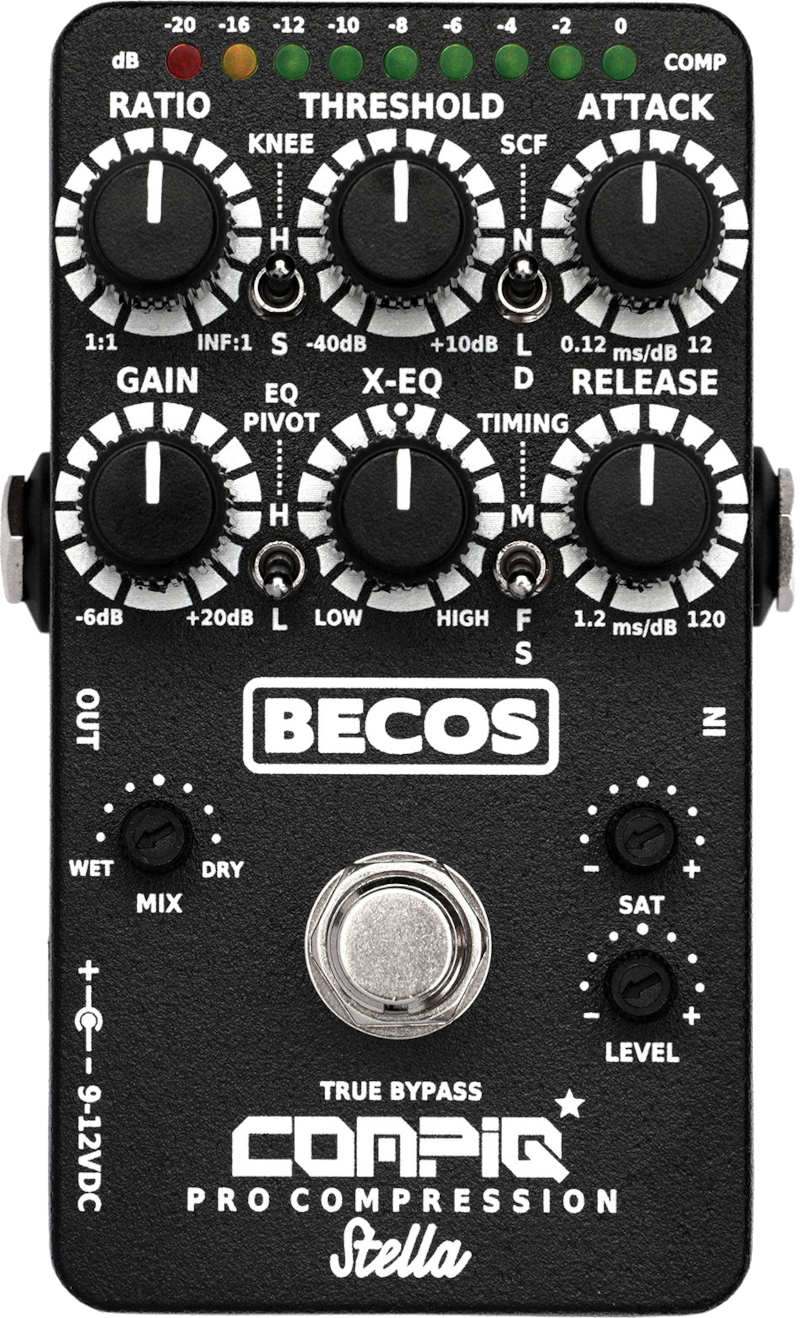 -20 -16 -12 -10 -8 -6 -4 -2 0
dB COMP
RATIO THRESHOLD ATTACK
KNEE SCF
H N
1:1 INF:1 S -40dB +10dB L 0.12 ms/dB 12
D
GAIN X-EQ RELEASE
EQ
PIVOT TIMING
H M
-6dB +20dB L LOW HIGH F 1.2 ms/dB 120
S
OUT IN
BECOS
WET DRY - +
MIX SAT
- +
LEVEL
+ - 9-12VDC
TRUE BYPASS
COMPIQ
PRO COMPRESSION
Stella